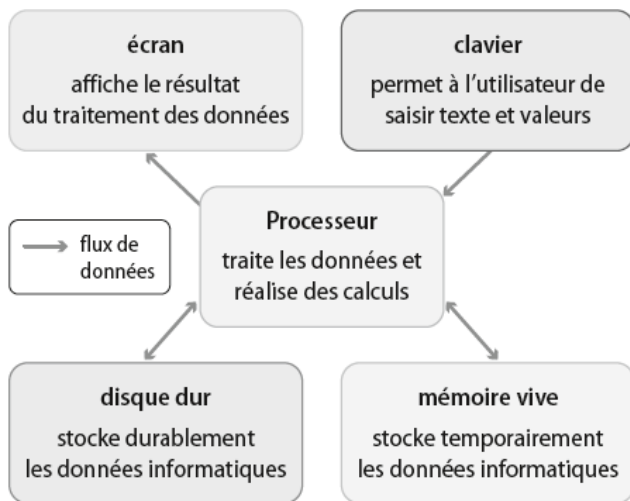 écran
affiche le résultat
du traitement des données
clavier
permet à l’utilisateur de
saisir texte et valeurs
Processeur
traite les données et
réalise des calculs
flux de
données
disque dur
stocke durablement
les données informatiques
mémoire vive
stocke temporairement
les données informatiques